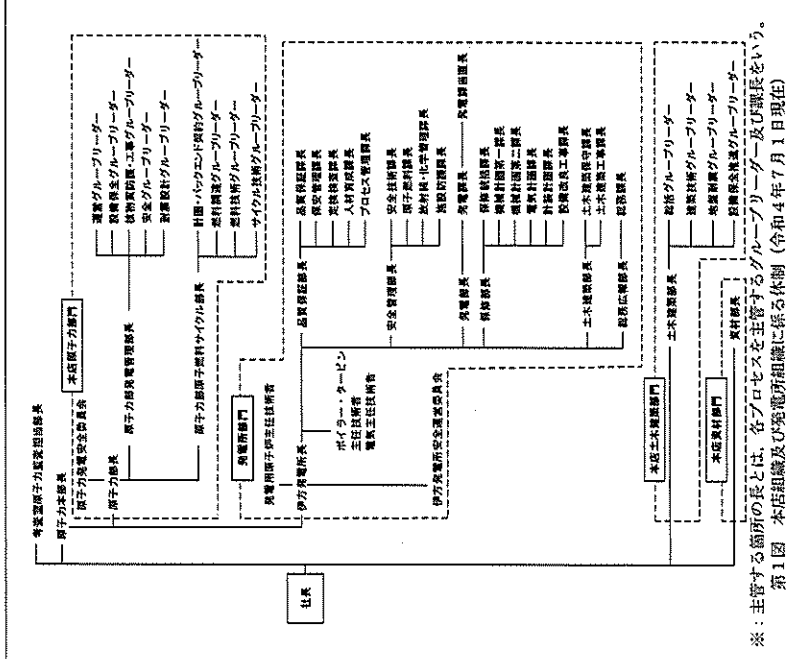 社長
考査室原子力監査担当部長
原子力本部長
本店原子力部門
原子力発電安全委員会
原子力部長
原子力部発電管理部長
運営グループリーダー
設備保全グループリーダー
核物質防護・工事グループリーダー
安全グループリーダー
耐震設計グループリーダー
原子力部原子燃料サイクル部長
計画・バックエンド契約グループリーダー
燃料調達グループリーダー
燃料技術グループリーダー
サイクル技術グループリーダー
発電所部門
発電用原子炉主任技術者
伊方発電所長
ボイラー・タービン
主任技術者
電気主任技術者
伊方発電所安全運営委員会
品質保証部長
品質保証課長
保安管理課長
定検検査課長
人材育成課長
プロセス管理課長
安全管理部長
安全技術課長
原子燃料課長
放射線・化学管理課長
施設防護課長
発電部長
発電課長
発電課当直長
保修部長
保修統括課長
機械計画第一課長
機械計画第二課長
電気計画課長
計装計画課長
設備改良工事課長
土木建築部長
土木建築保守課長
土木建築工事課長
総務広報部長
総務課長
本店土木建築部門
土木建築部長
総括グループリーダー
建築技術グループリーダー
地盤耐震グループリーダー
設備保全推進グループリーダー
本店資材部門
資材部長
※：主管する箇所の長とは、各プロセスを主管するグループリーダー及び課長をいう。
第１図　本店組織及び発電所組織に係る体制（令和４年７月１日現在）